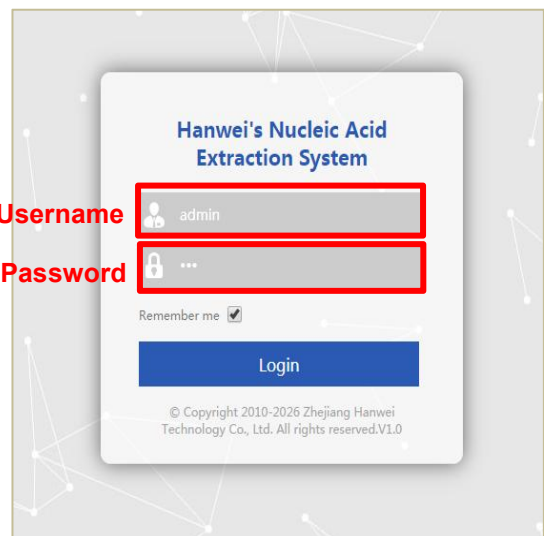 Hanwei's Nucleic Acid
Extraction System
Username
admin
Password
•••
Remember me
Login
© Copyright 2010-2026 Zhejiang Hanwei
Technology Co., Ltd. All rights reserved.V1.0